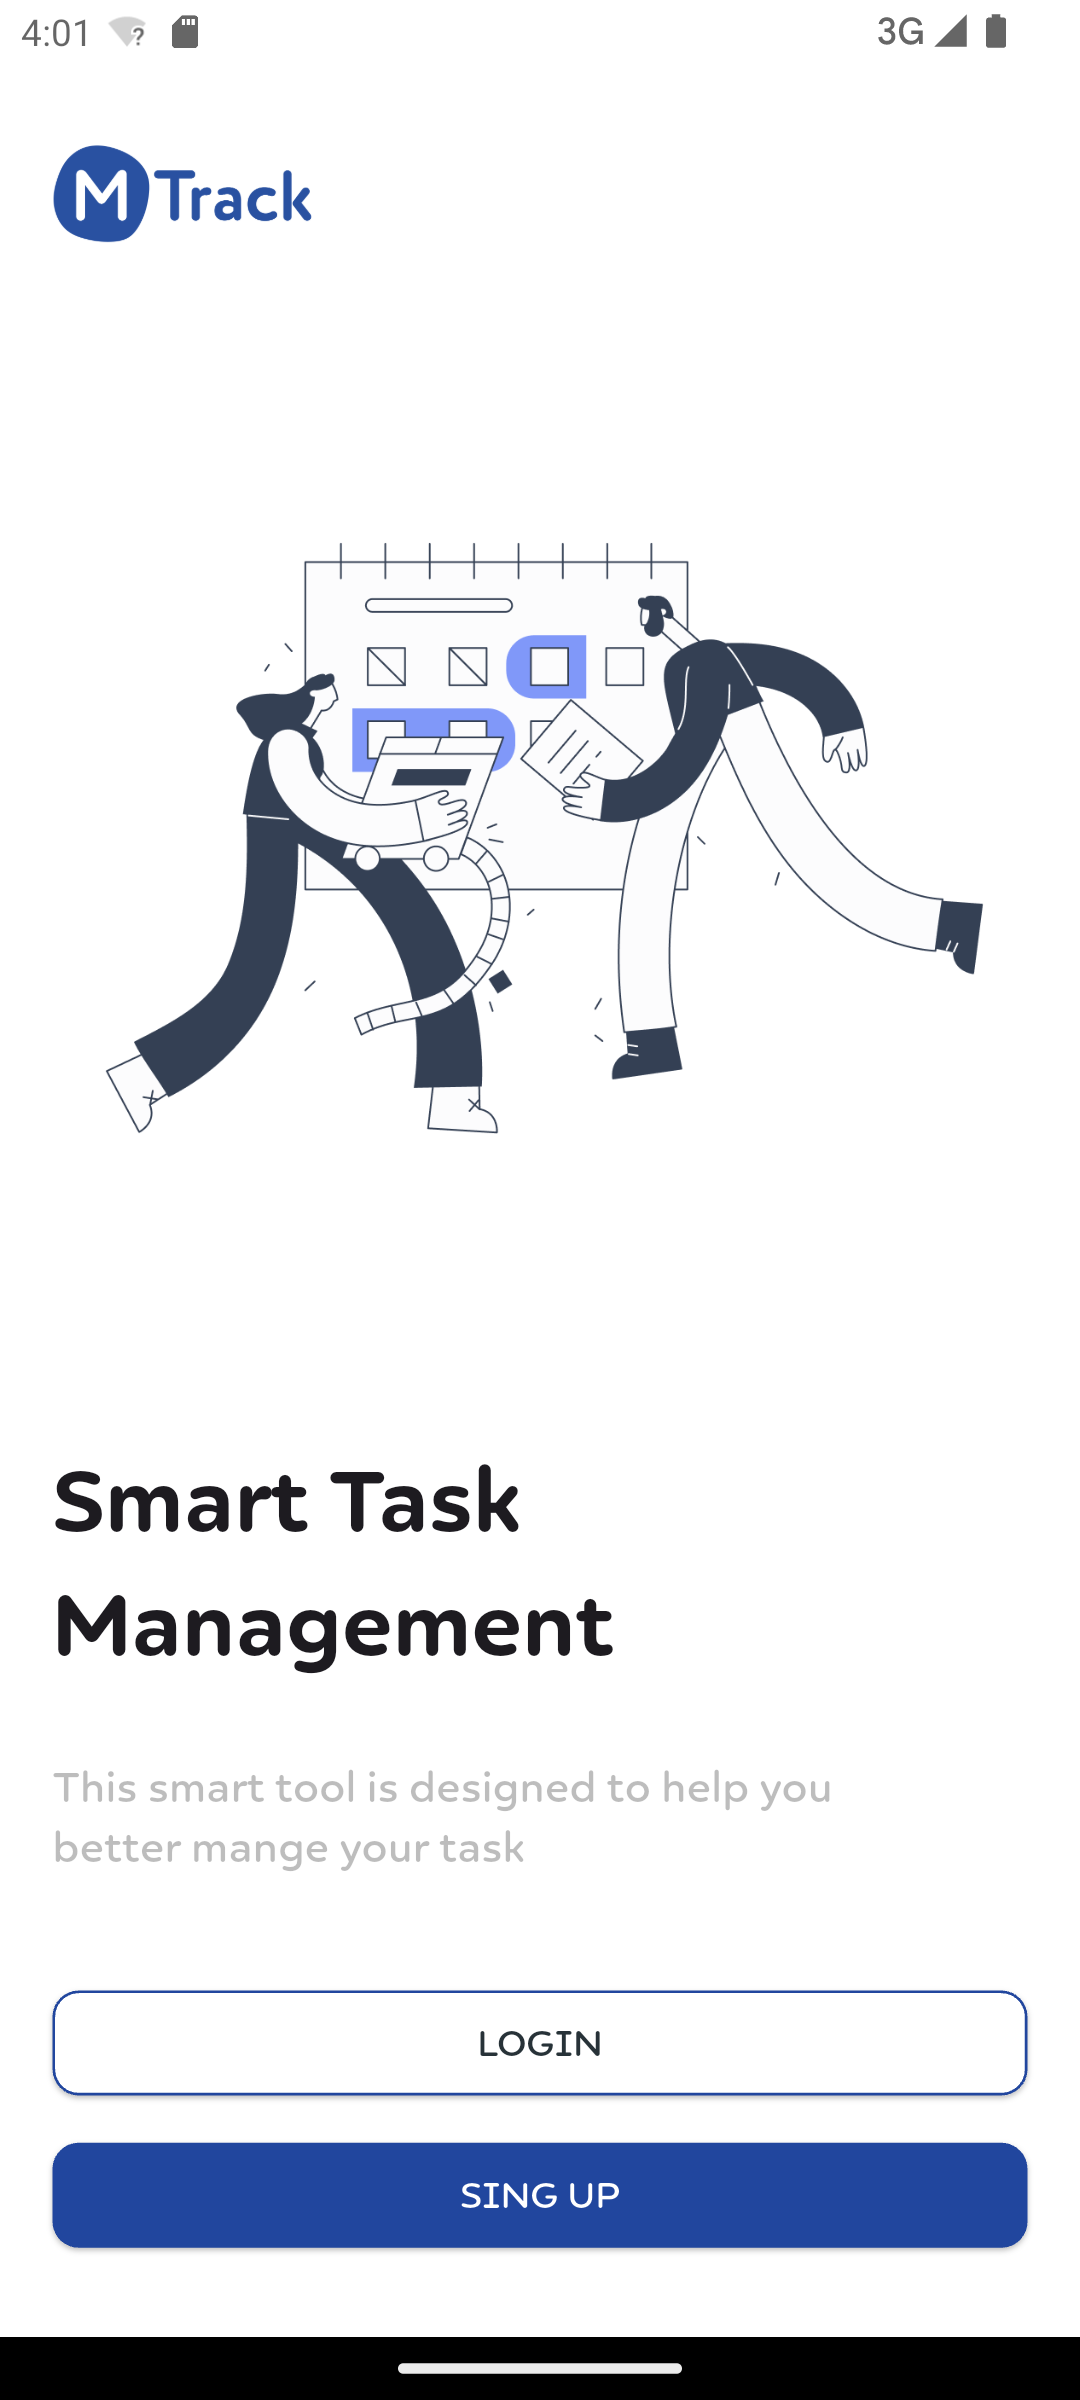 4:01
3G
M Track
Smart Task
Management
This smart tool is designed to help you
better mange your task
LOGIN
SING UP